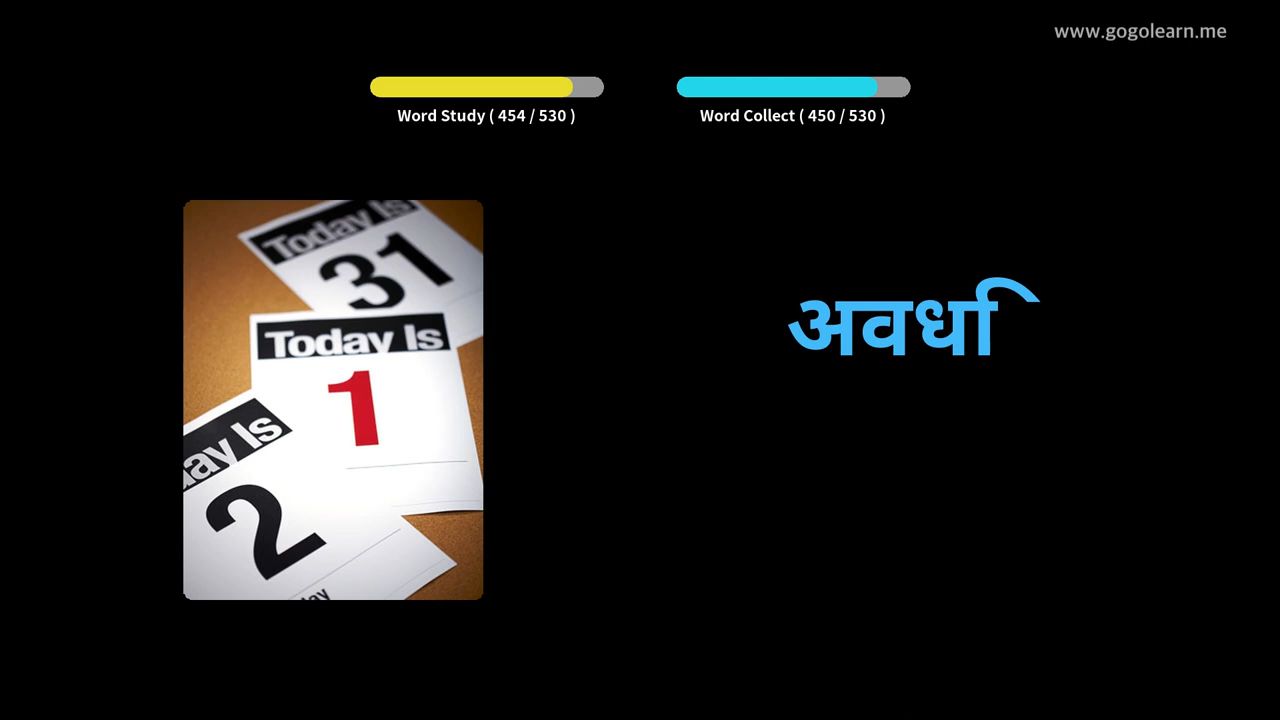 www.gogolearn.me
Word Study ( 454 / 530 )
Word Collect ( 450 / 530 )
Today Is
31
Today Is
1
ay Is
2
अवधि